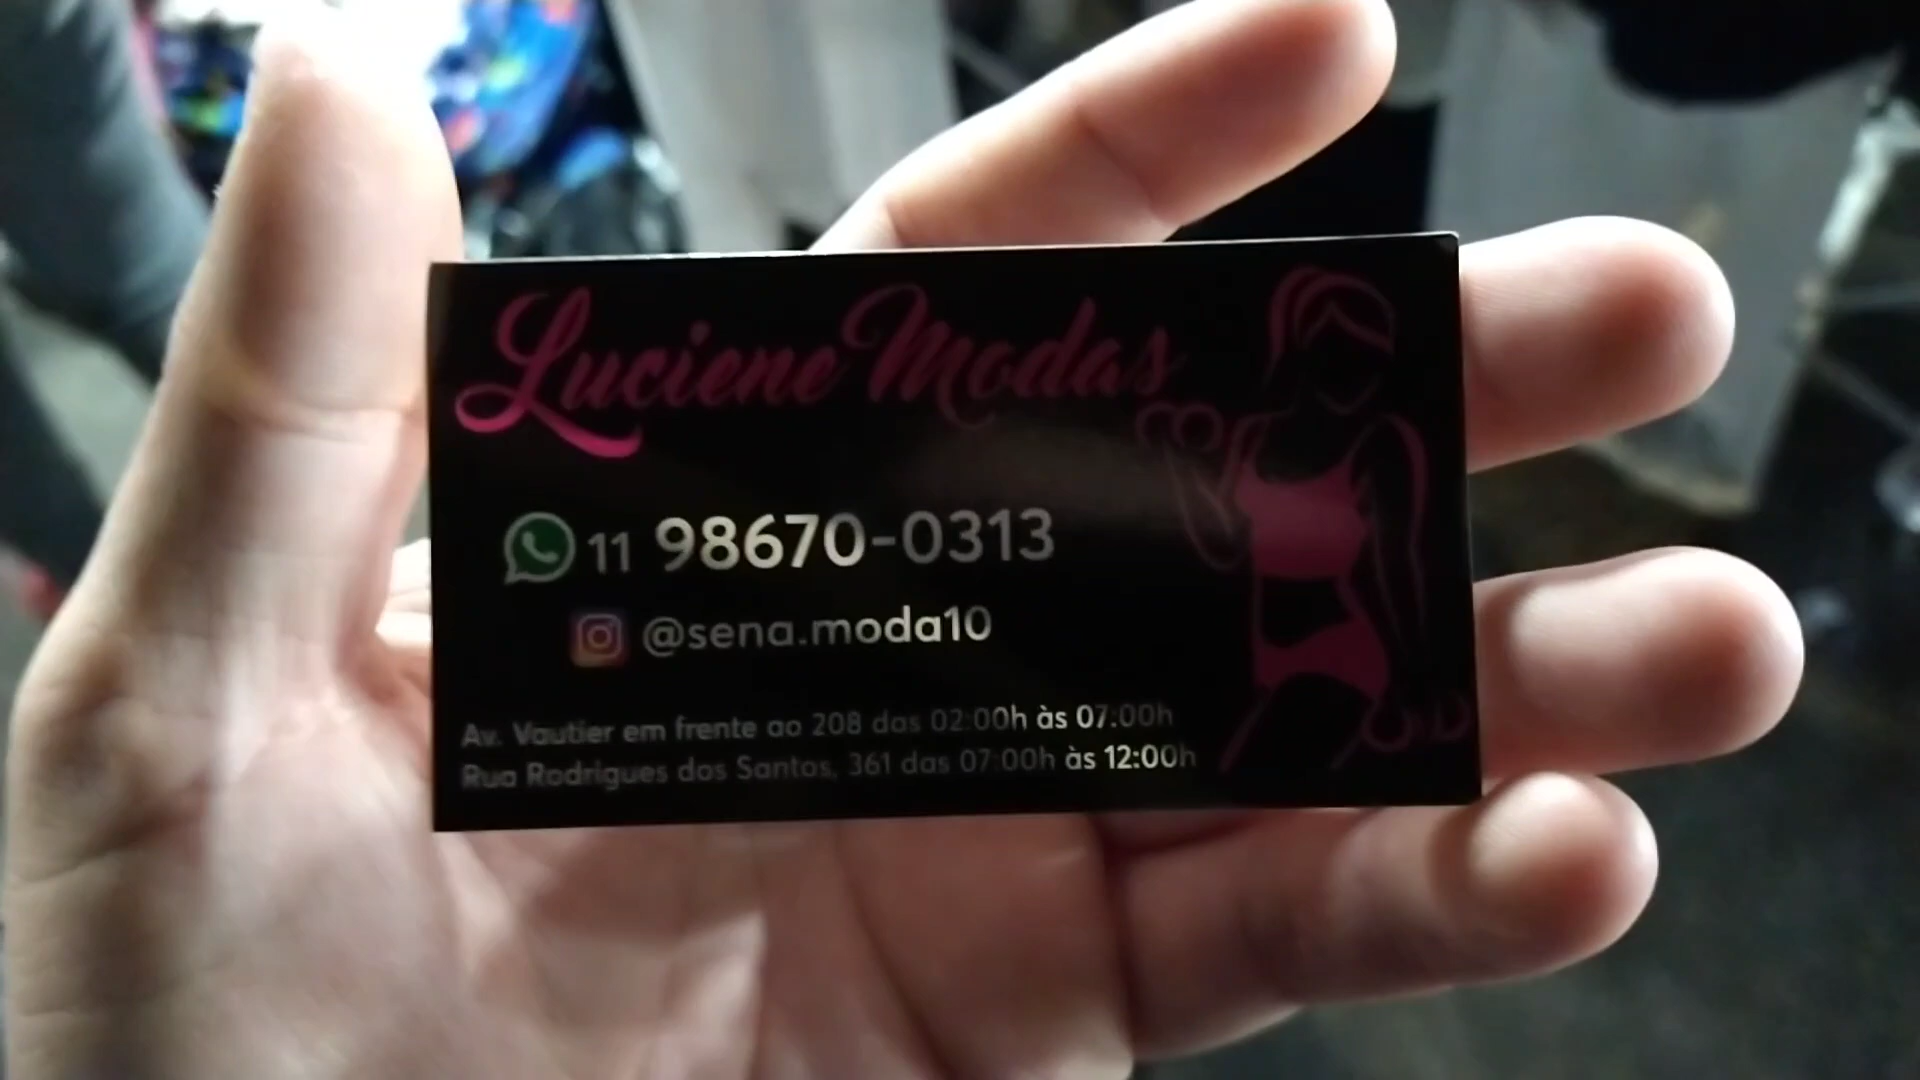 Luciene Modas
11 98670-0313
@sena.moda10
Av. Vautier em frente ao 208 das 02:00h às 07:00h
Rua Rodrigues dos Santos, 361 das 07:00h às 12:00h